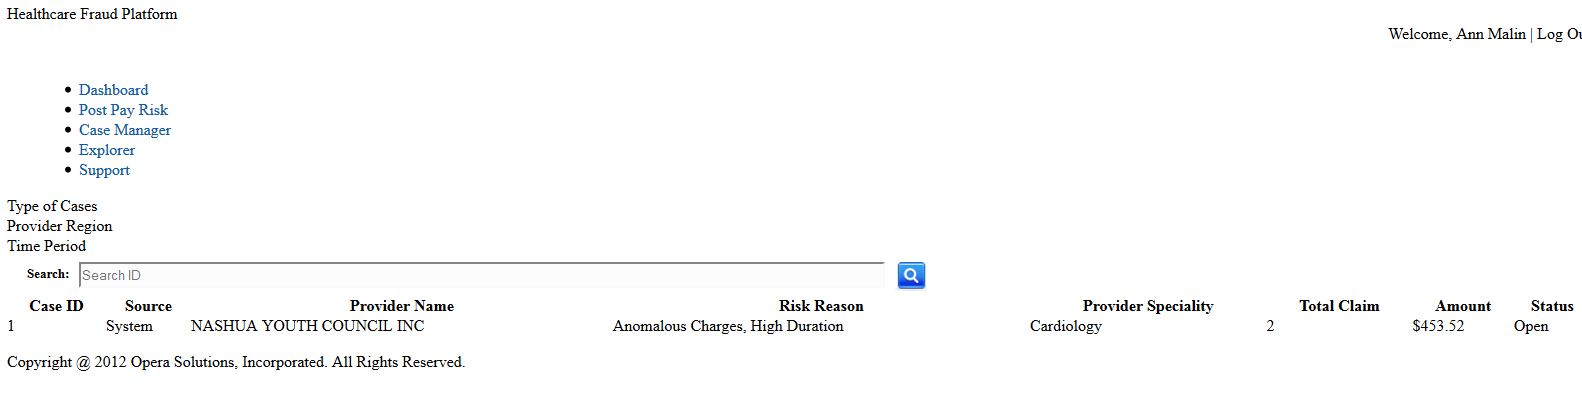 Healthcare Fraud Platform
Welcome, Ann Malin | Log
Dashboard
Post Pay Risk
Case Manager
Explorer
Support
Type of Cases
Provider Region
Time Period
Search: Search ID
Case ID Source Provider Name Risk Reason Provider Speciality Total Claim Amount Status
1 System NASHUA YOUTH COUNCIL INC Anomalous Charges, High Duration Cardiology 2 $453.52 Open
Copyright @ 2012 Opera Solutions, Incorporated. All Rights Reserved.